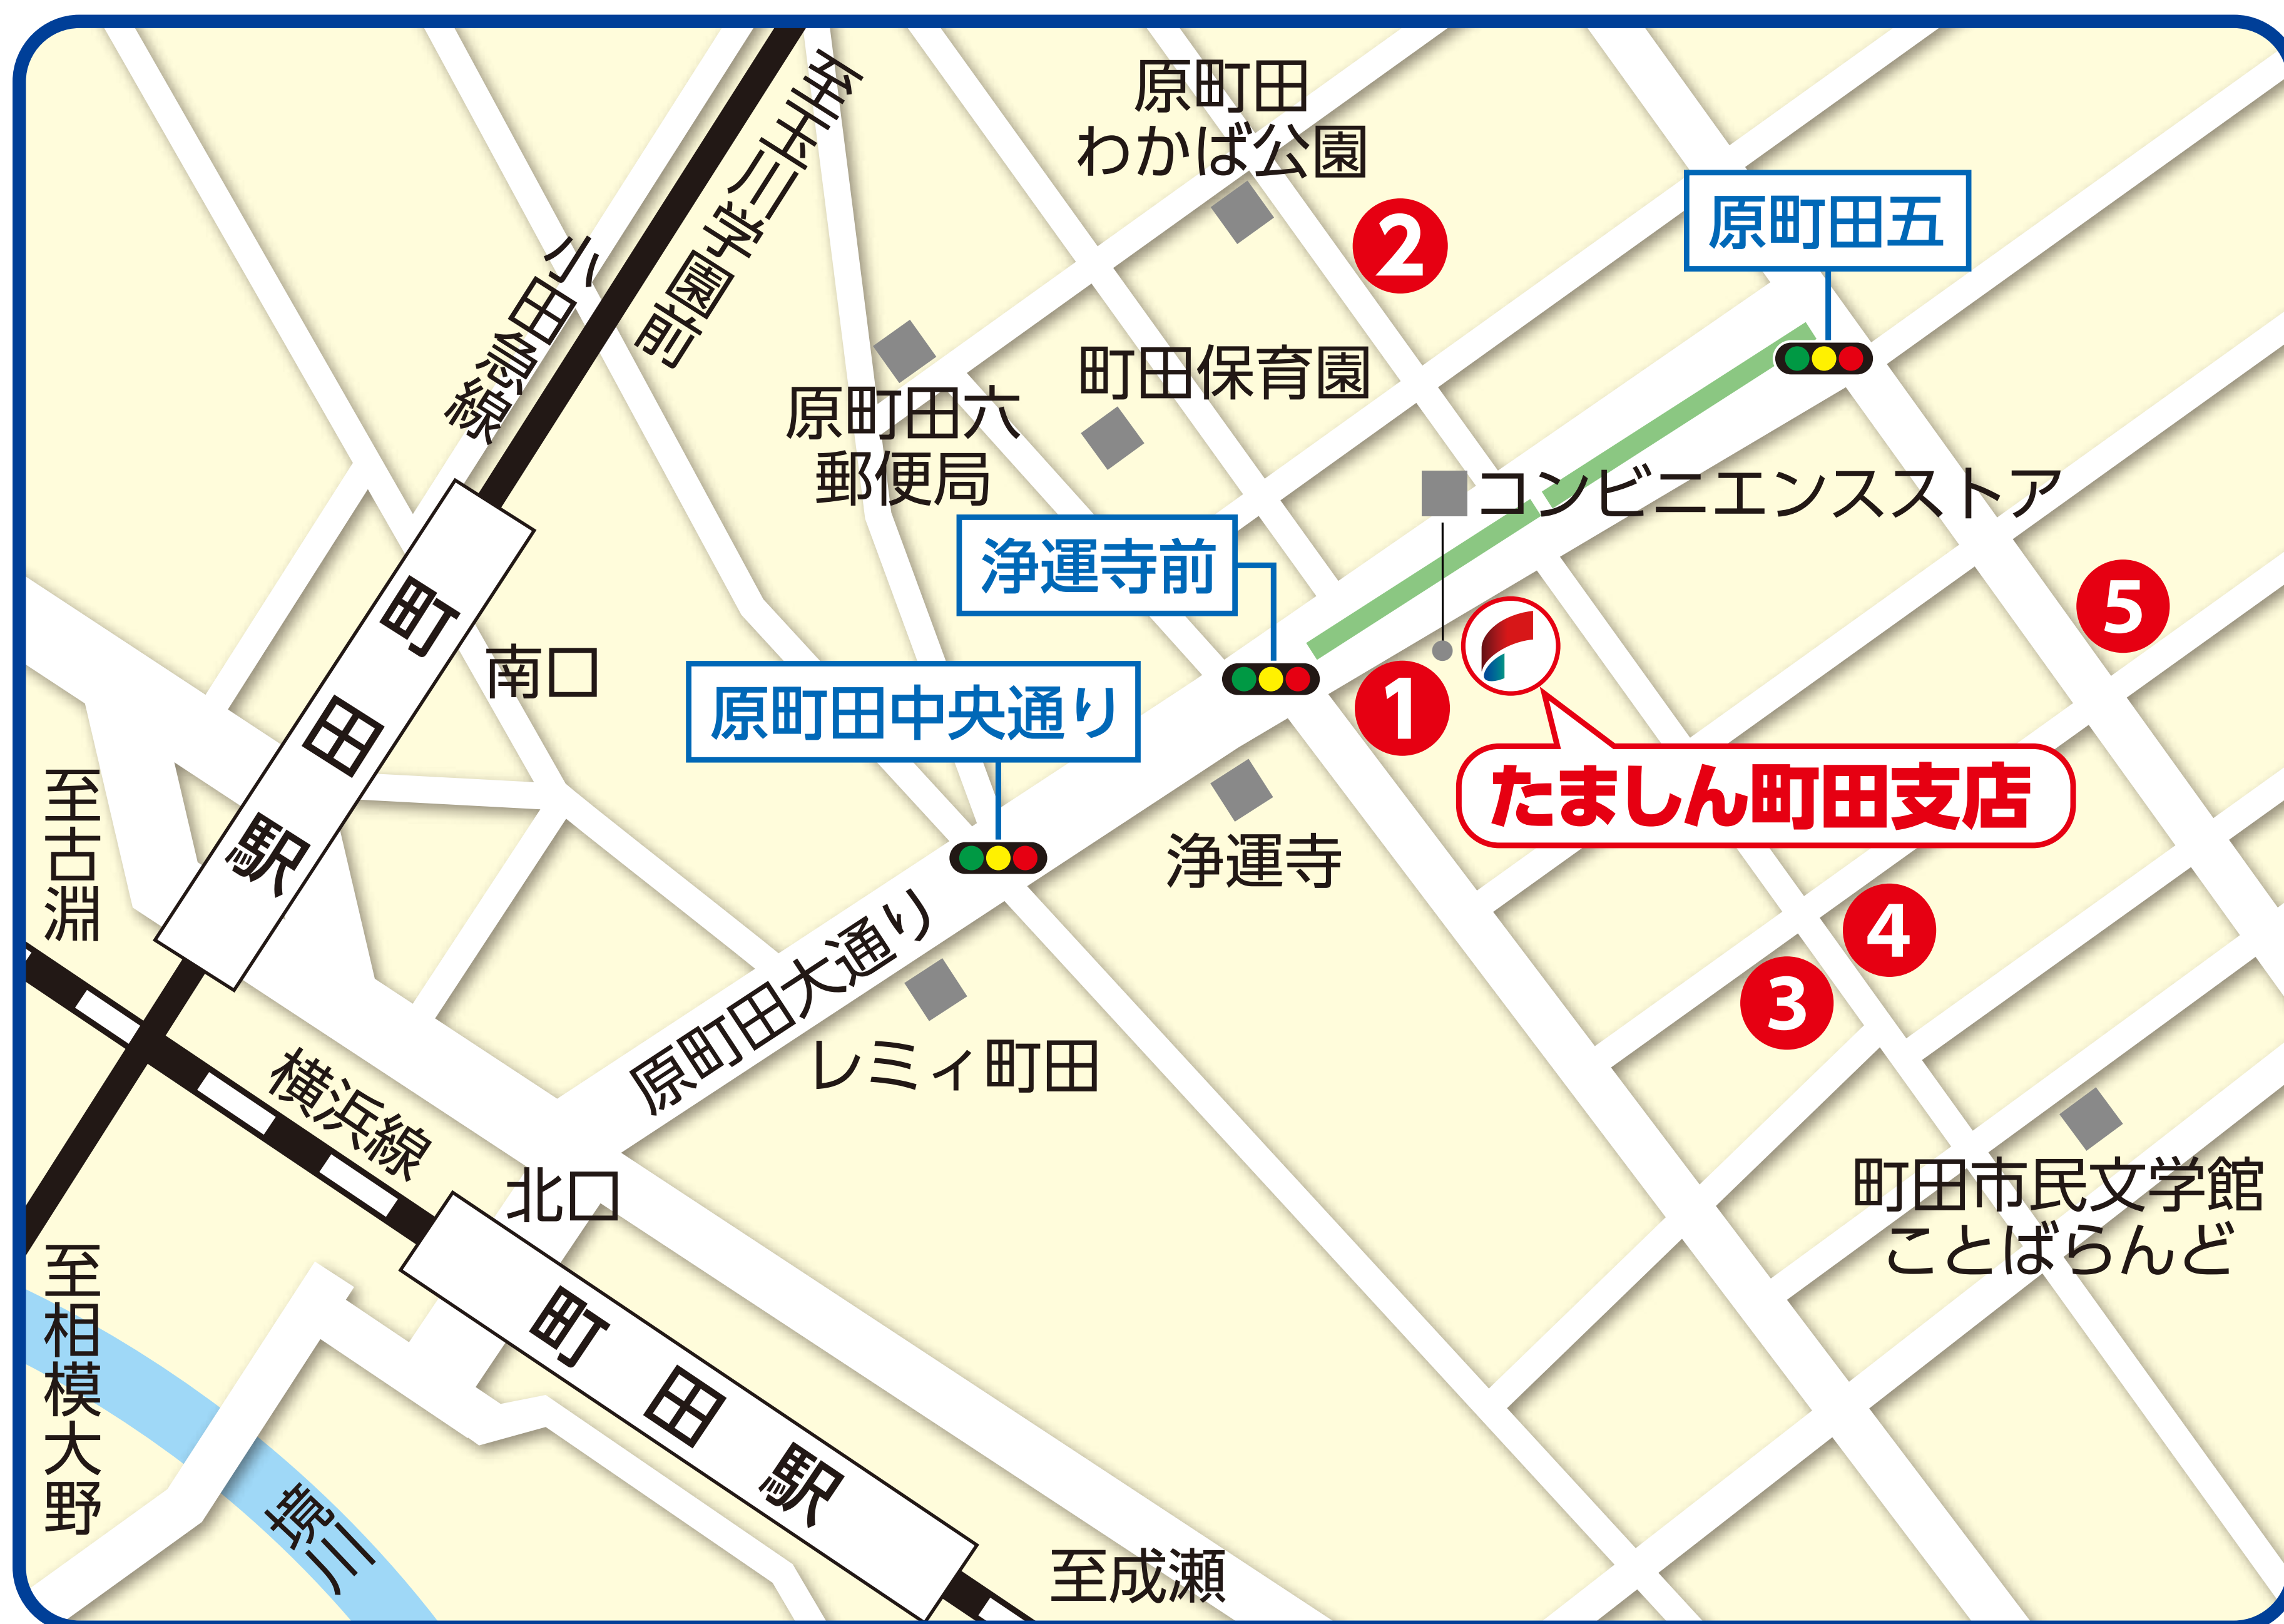 至玉川学園前
小田急線
原町田
わかば公園
2
原町田五
町田保育園
原町田六
郵便局
コンビニエンスストア
浄運寺前
5
町田駅
南口
原町田中央通り
1
たましん町田支店
至古淵
浄運寺
原町田大通り
4
3
レミィ町田
横浜線
北口
町田市民文学館
ことばらんど
至相模大野
町田駅
境川
至成瀬